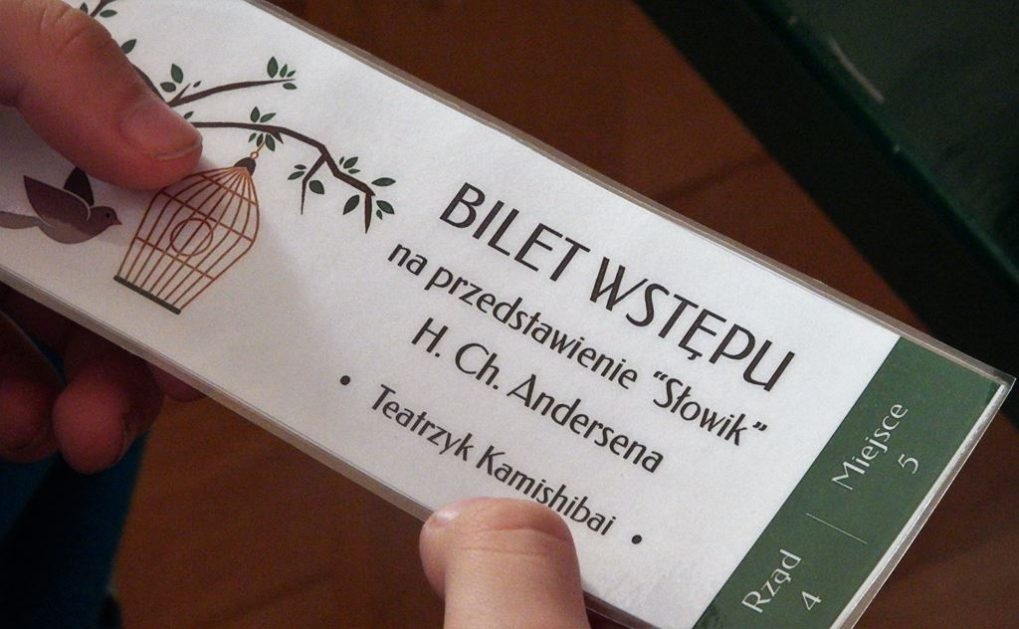 BILET WSTĘPU
na przedstawienie “Słowik”
H. Ch. Andersena
• Teatrzyk Kamishibai •
Rząd
4
Miejsce
5